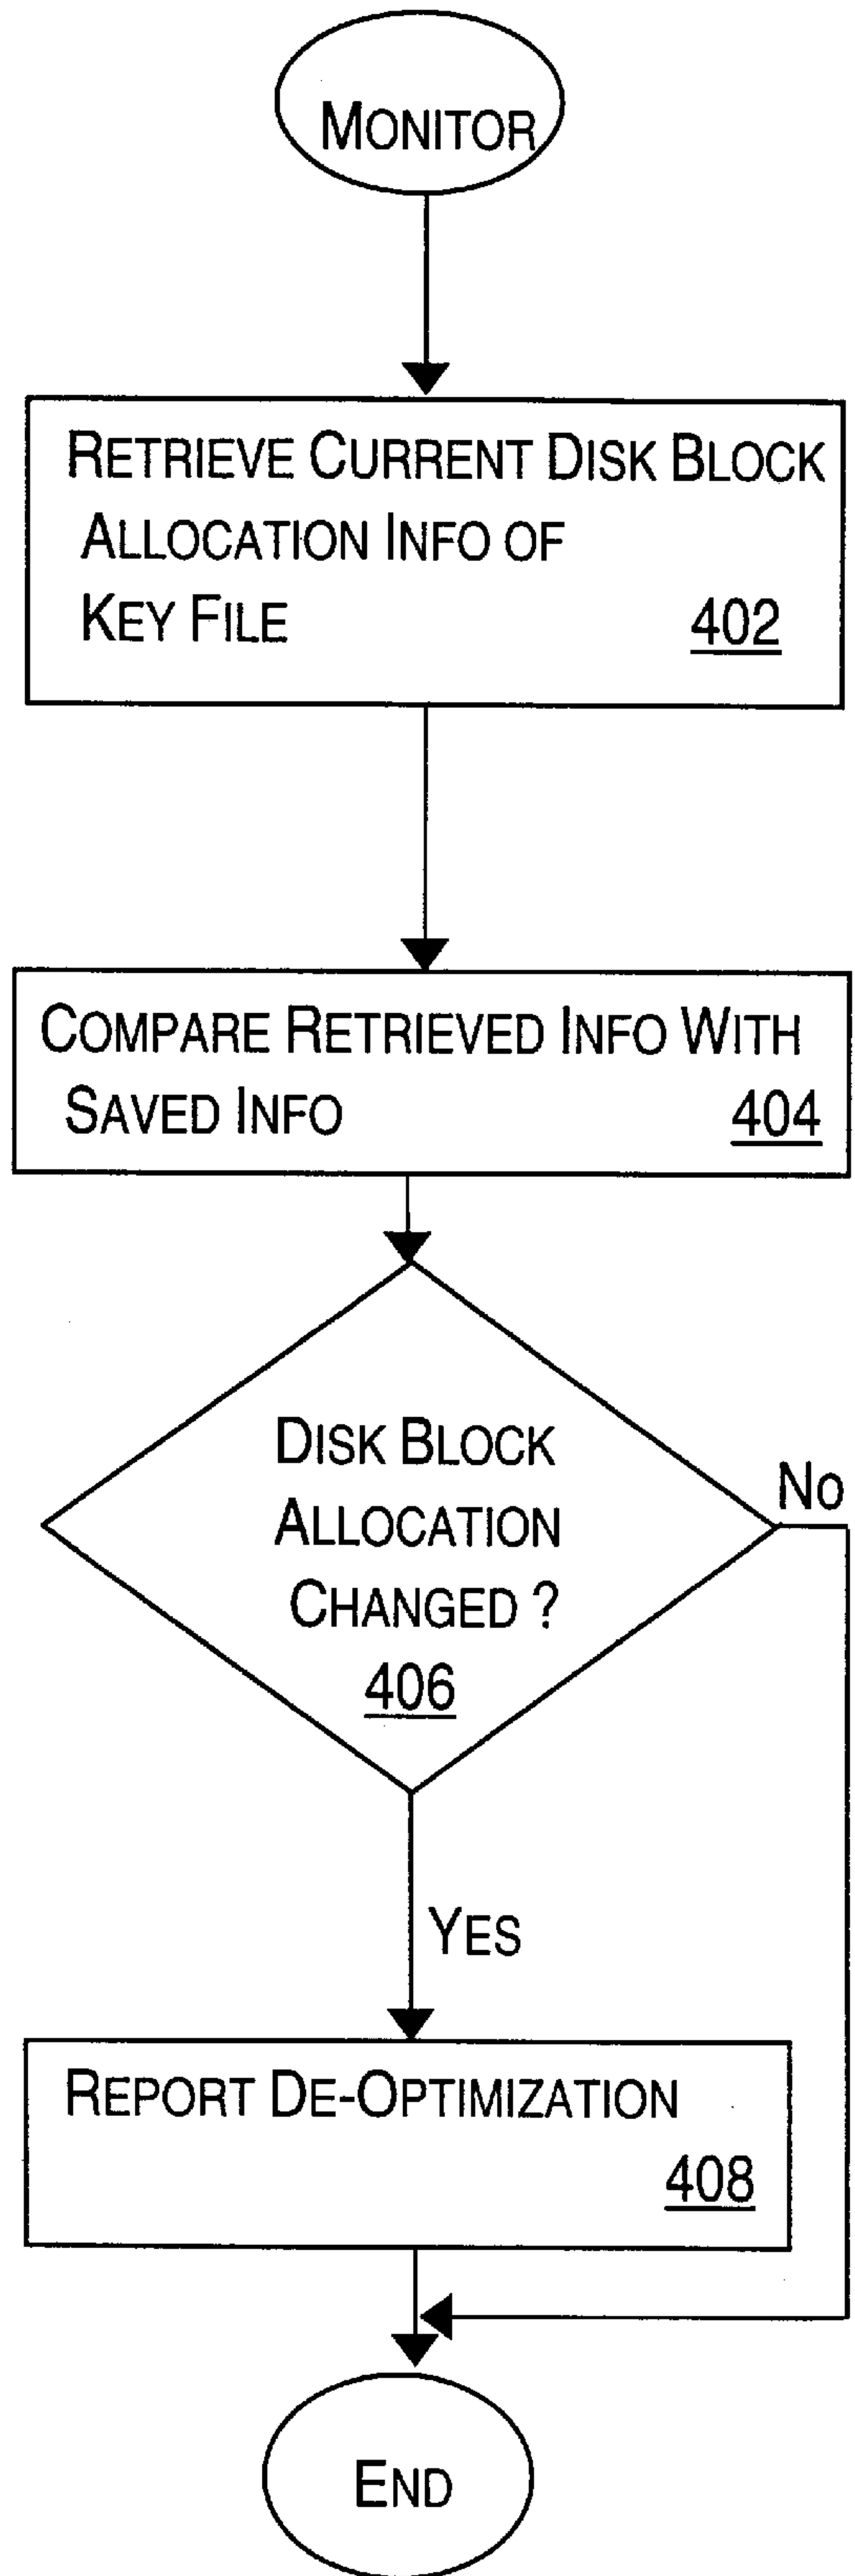 MONITOR
RETRIEVE CURRENT DISK BLOCK
ALLOCATION INFO OF
KEY FILE 402
COMPARE RETRIEVED INFO WITH
SAVED INFO 404
DISK BLOCK
ALLOCATION
CHANGED ?
406
NO
YES
REPORT DE-OPTIMIZATION
408
END